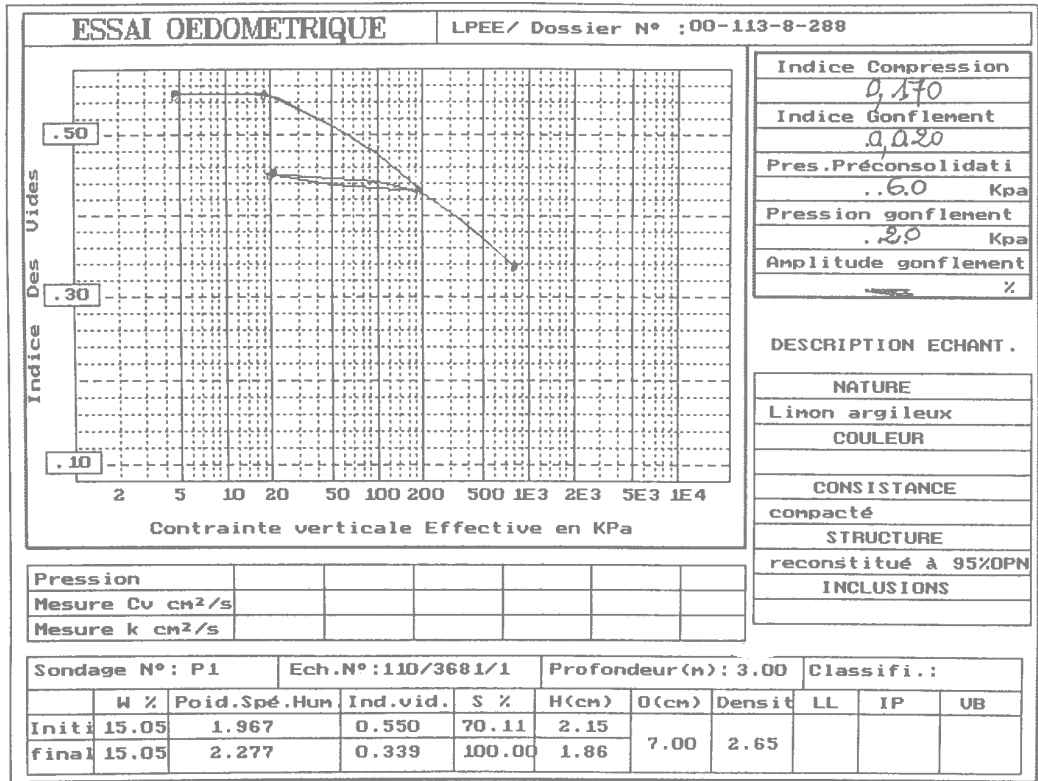 ESSAI OEDOMETRIQUE
LPEE/ Dossier Nº :00-113-8-288
Indice Des Vides
.50
.30
.10
2 5 10 20 50 100 200 500 1E3 2E3 5E3 1E4
Contrainte verticale Effective en KPa
Indice Compression
0,170
Indice Gonflement
0,020
Pres.Préconsolidati
..60 Kpa
Pression gonflement
.20 Kpa
Amplitude gonflement
%
DESCRIPTION ECHANT.
NATURE
Limon argileux
COULEUR
CONSISTANCE
compacté
STRUCTURE
reconstitué à 95%OPN
INCLUSIONS
Pression
Mesure Cv cm²/s
Mesure k cm²/s
Sondage Nº: P1 Ech.Nº:110/3681/1 Profondeur(m): 3.00 Classifi.:
W % Poid.Spé.Hum. Ind.vid. S % H(cm) D(cm) Densit LL IP VB
Initi 15.05 1.967 0.550 70.11 2.15
7.00 2.65
final 15.05 2.277 0.339 100.00 1.86